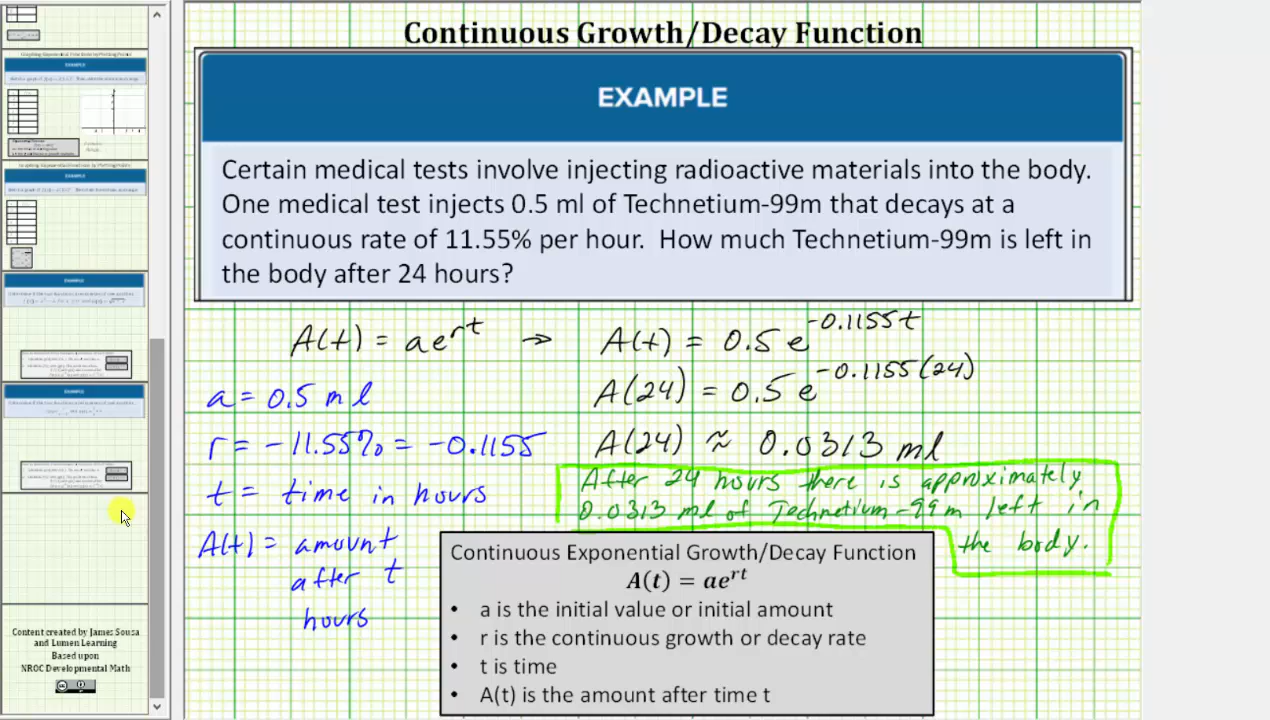 Continuous Growth/Decay Function
EXAMPLE
Certain medical tests involve injecting radioactive materials into the body.
One medical test injects 0.5 ml of Technetium-99m that decays at a
continuous rate of 11.55% per hour. How much Technetium-99m is left in
the body after 24 hours?
A(t) = ae^rt → A(t) = 0.5 e^-0.1155t
A(24) = 0.5 e^-0.1155(24)
a = 0.5 ml
A(24) ≈ 0.0313 ml
r = -11.55% = -0.1155
After 24 hours there is approximately
0.0313 ml of Technetium-99m left in
the body.
t = time in hours
A(t) = amount
after t
hours
Continuous Exponential Growth/Decay Function
A(t) = ae^rt
• a is the initial value or initial amount
• r is the continuous growth or decay rate
• t is time
• A(t) is the amount after time t
EXAMPLE
EXAMPLE
EXAMPLE
EXAMPLE
Content created by James Sousa
and Lumen Learning
Based upon
NROC Developmental Math